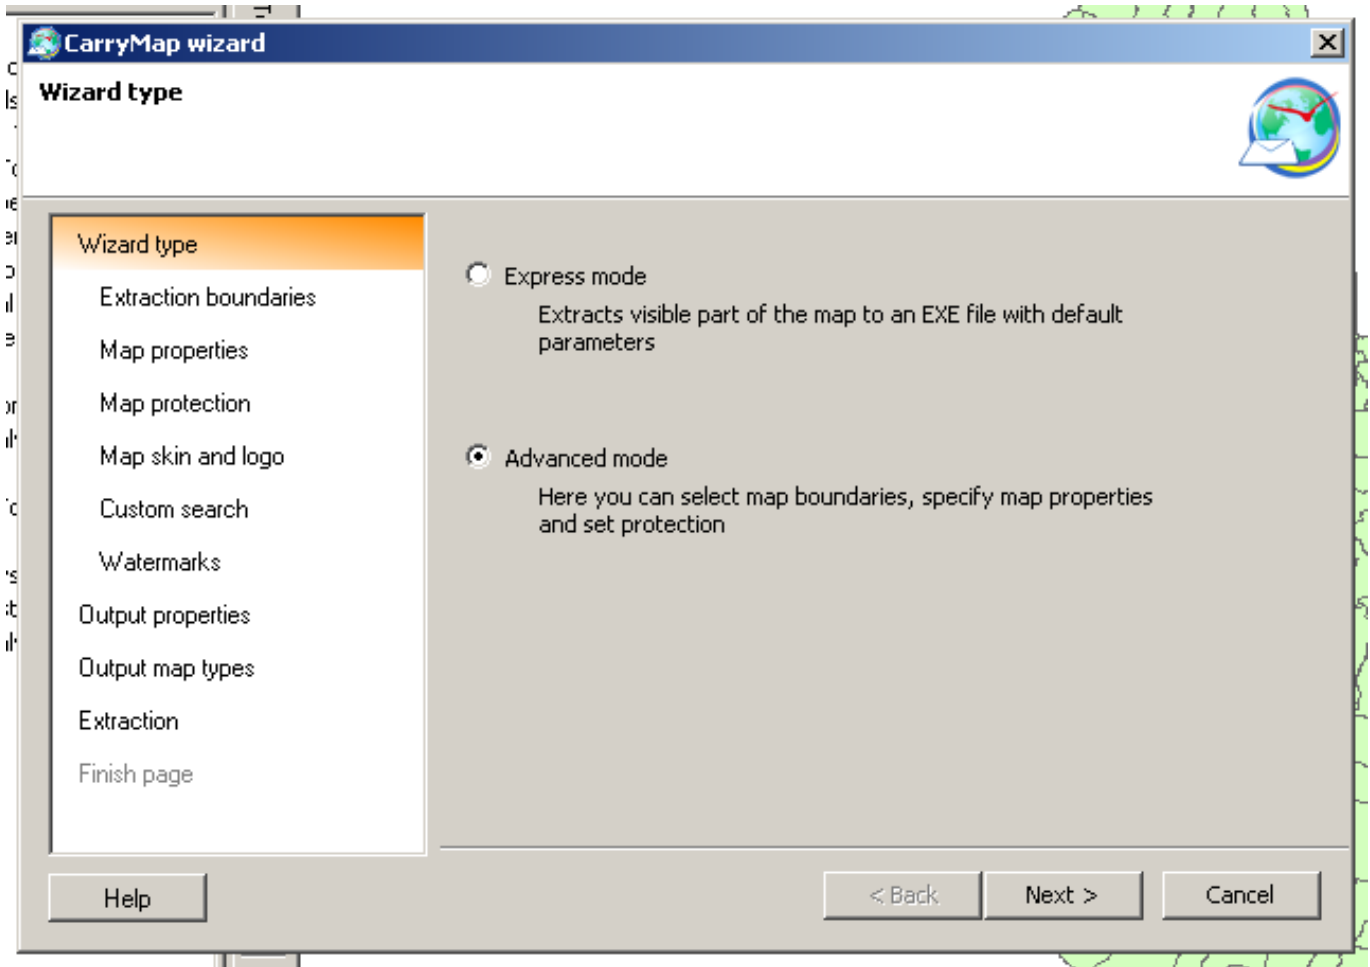 CarryMap wizard
Wizard type
Wizard type
Extraction boundaries
Map properties
Map protection
Map skin and logo
Custom search
Watermarks
Output properties
Output map types
Extraction
Finish page
Express mode
Extracts visible part of the map to an EXE file with default
parameters
Advanced mode
Here you can select map boundaries, specify map properties
and set protection
Help
< Back
Next >
Cancel